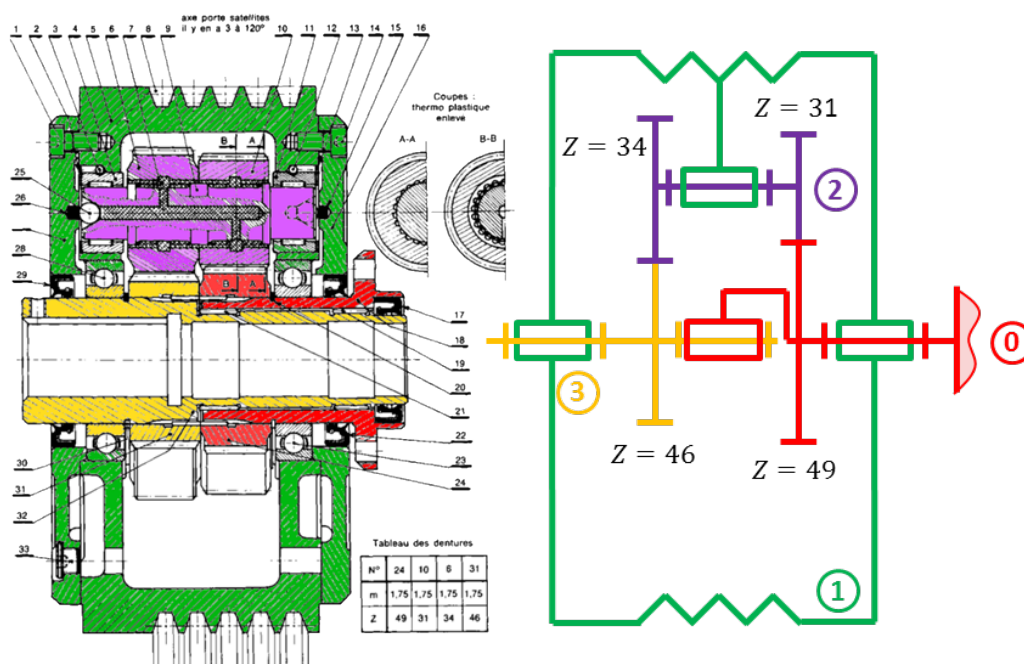 axe porte satellites
il y en a 3 à 120°
1 2 3 4 5 6 7 8 9 10 11 12 13 14 15 16
Coupes :
thermo plastique
enlevé
A-A B-B
B A
25
26
28
29
B A
17
18
19
20
21
22
23
24
30
31
32
33
Tableau des dentures
N° 24 10 6 31
m 1,75 1,75 1,75 1,75
Z 49 31 34 46
Z = 31
Z = 34
2
0
3
Z = 46
Z = 49
1